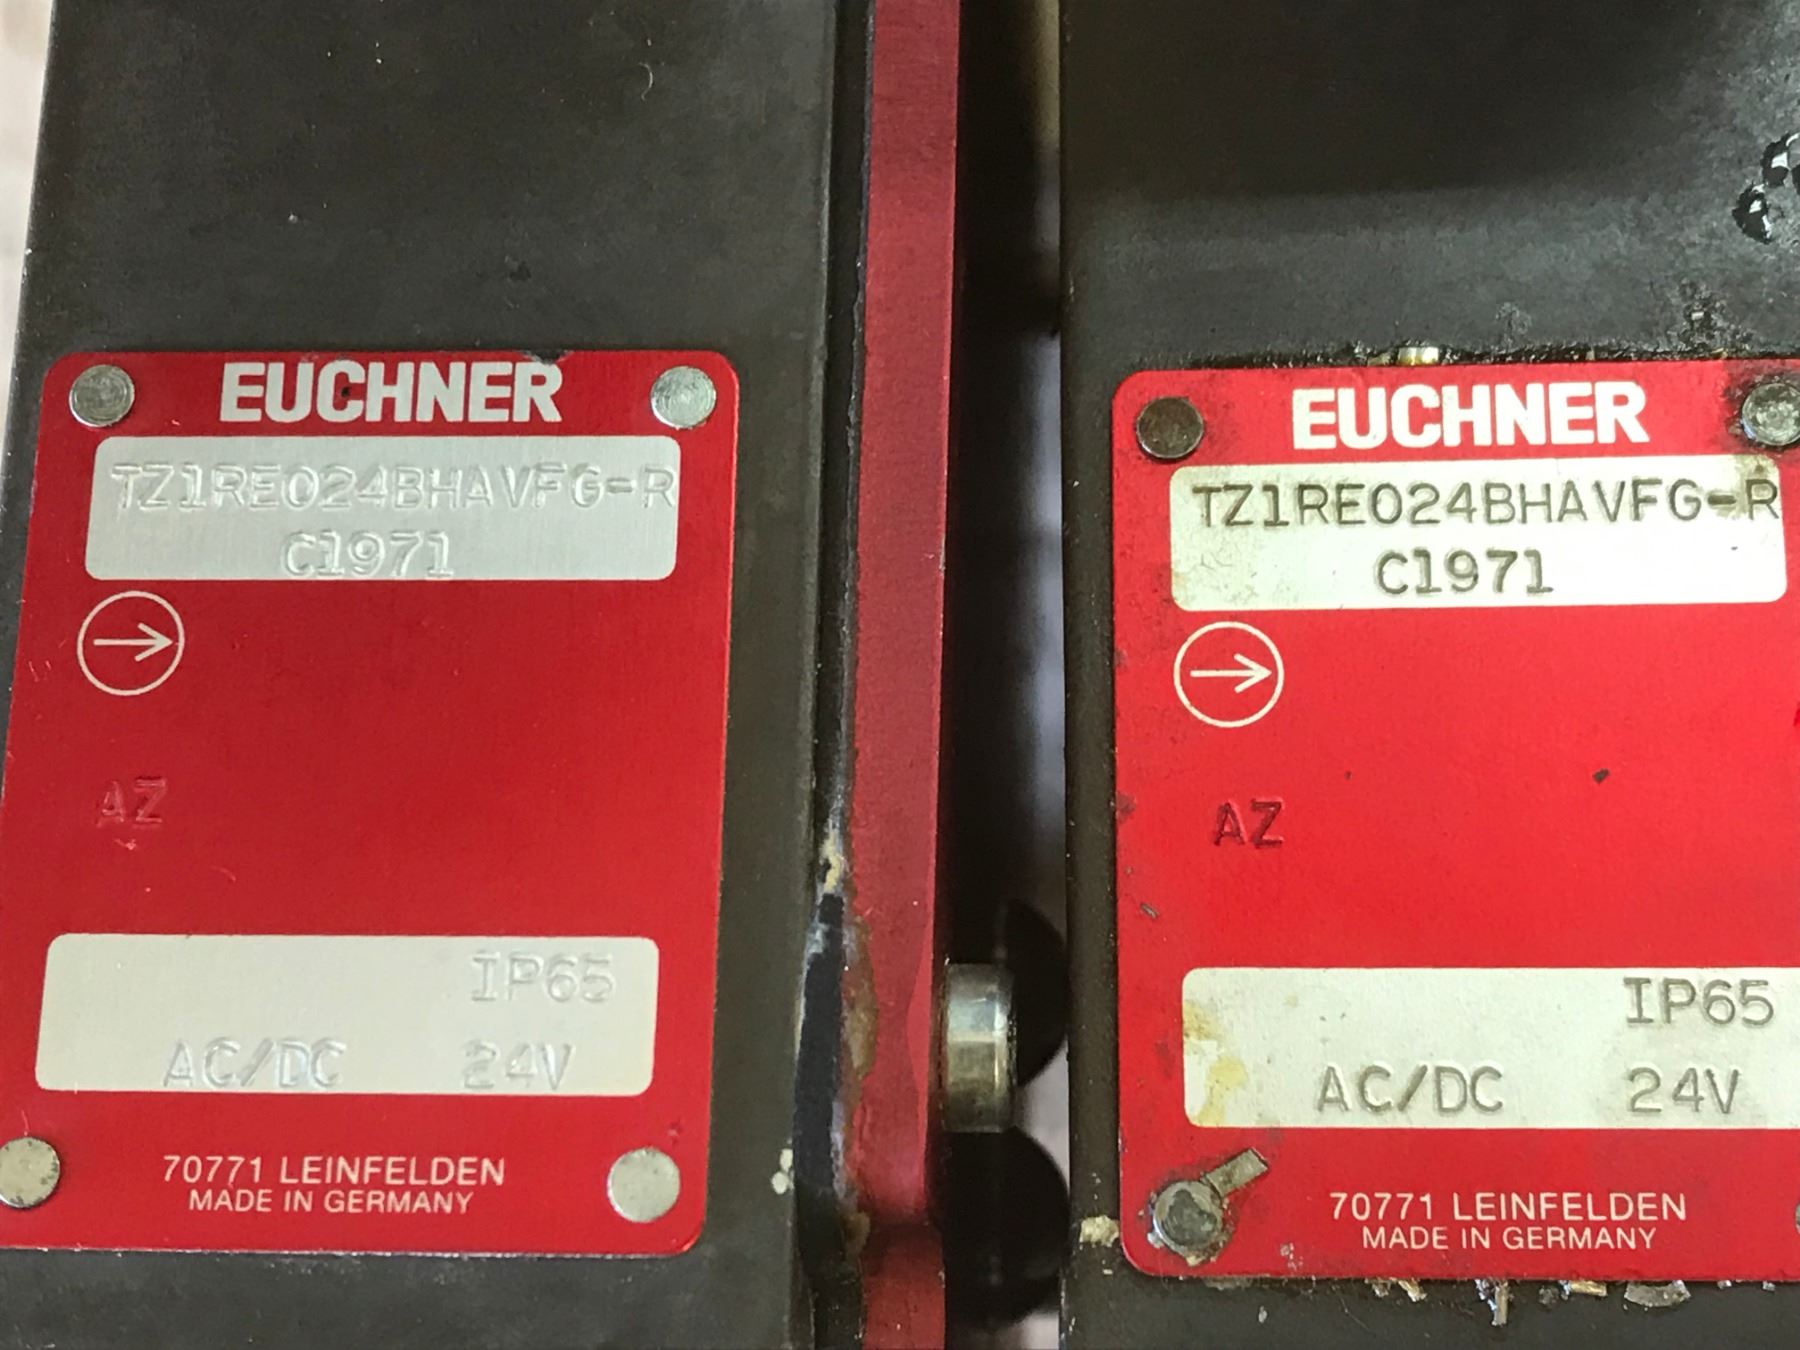 EUCHNER
TZ1RE024BHAVFG-R
C1971
AZ
IP65
AC/DC 24V
70771 LEINFELDEN
MADE IN GERMANY
EUCHNER
TZ1RE024BHAVFG-R
C1971
AZ
IP65
AC/DC 24V
70771 LEINFELDEN
MADE IN GERMANY